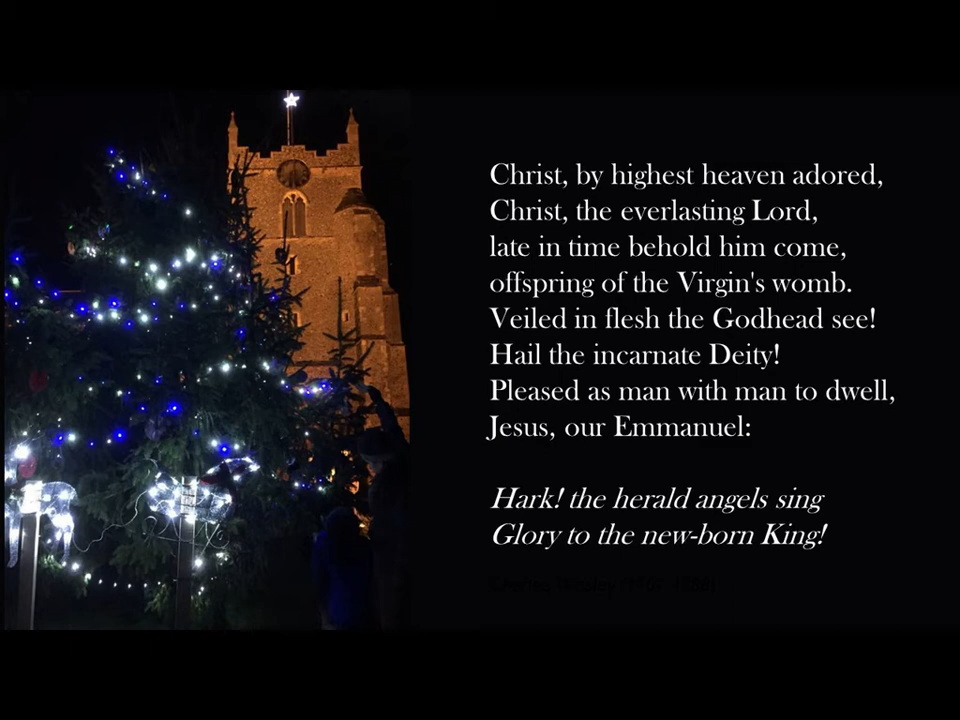 Christ, by highest heaven adored,
Christ, the everlasting Lord,
late in time behold him come,
offspring of the Virgin's womb.
Veiled in flesh the Godhead see!
Hail the incarnate Deity!
Pleased as man with man to dwell,
Jesus, our Emmanuel:
Hark! the herald angels sing
Glory to the new-born King!
Charles Wesley